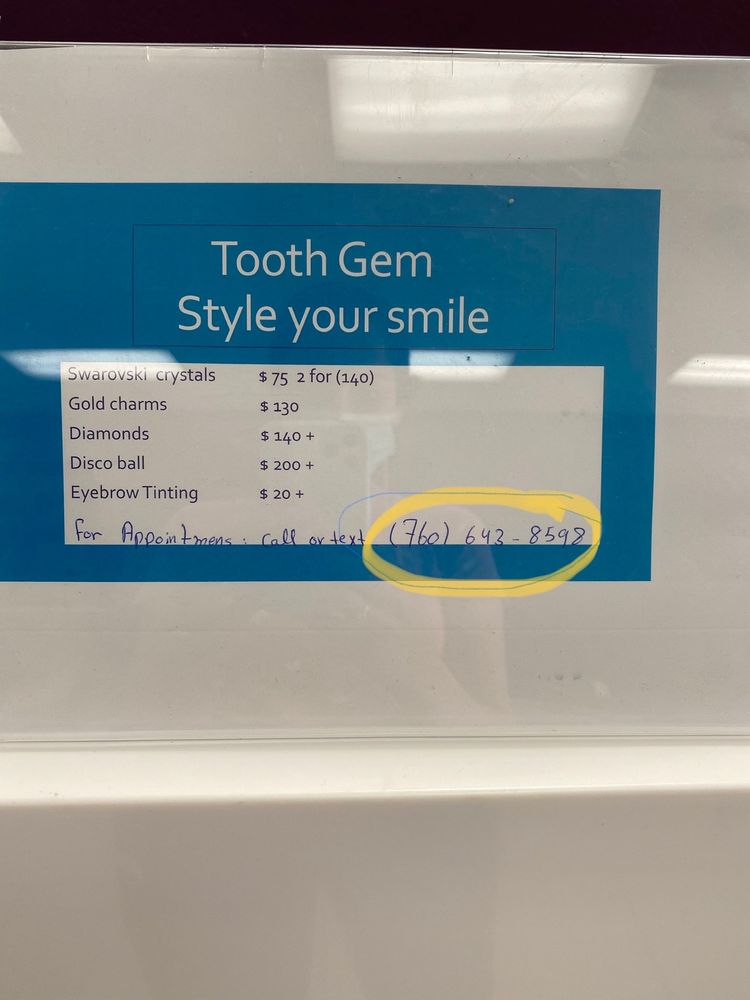 Tooth Gem
Style your smile
Swarovski crystals $ 75 2 for (140)
Gold charms $ 130
Diamonds $ 140 +
Disco ball $ 200 +
Eyebrow Tinting $ 20 +
For Appointmens : Call or text (760) 643 - 8598